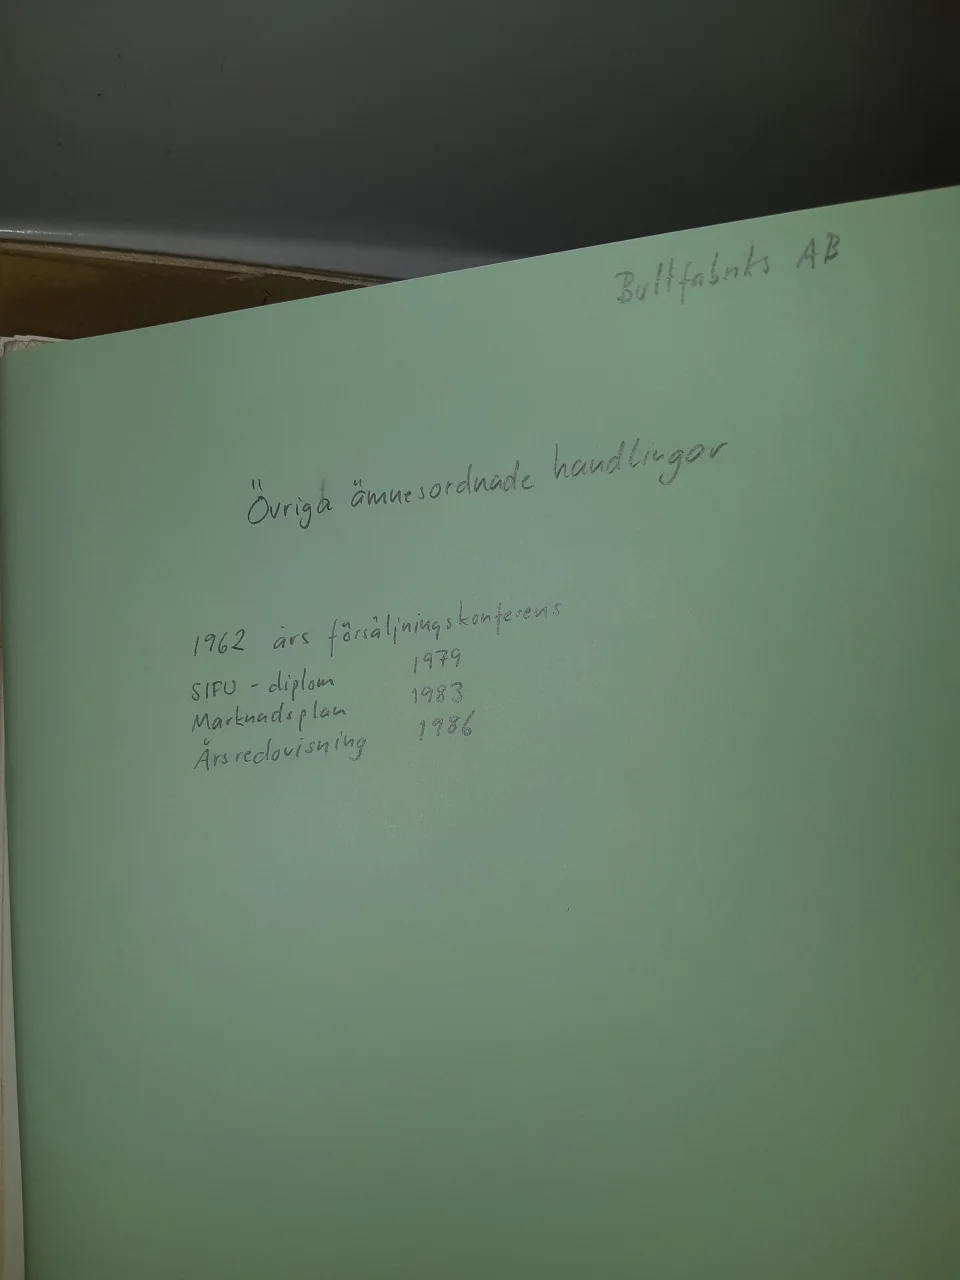 Bultfabriks AB
Övriga ämnesordnade handlingar
1962 års försäljningskonferens
SIFU - diplom 1979
Marknadsplan 1983
Årsredovisning 1986